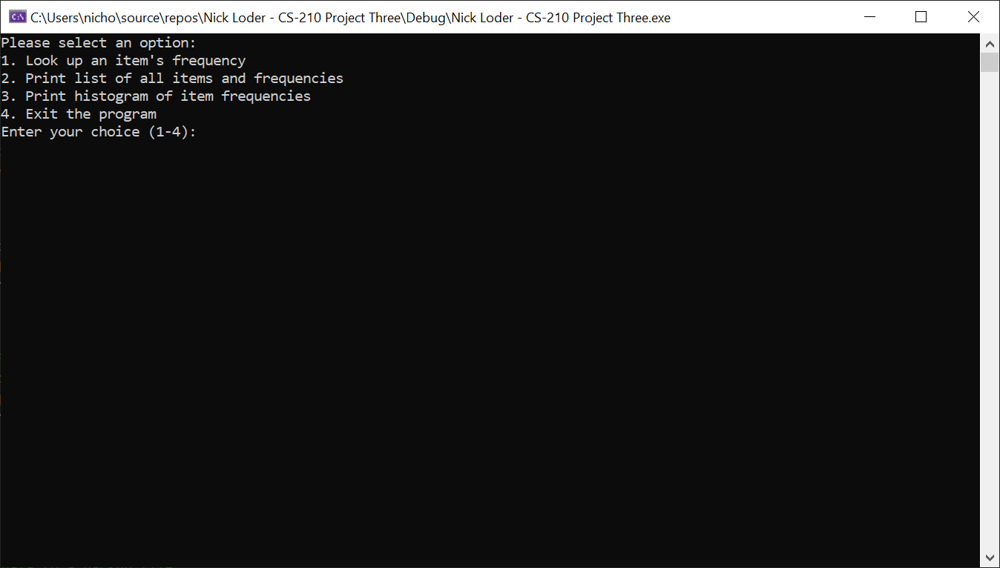 C:\Users\nicho\source\repos\Nick Loder - CS-210 Project Three\Debug\Nick Loder - CS-210 Project Three.exe
Please select an option:
1. Look up an item's frequency
2. Print list of all items and frequencies
3. Print histogram of item frequencies
4. Exit the program
Enter your choice (1-4):